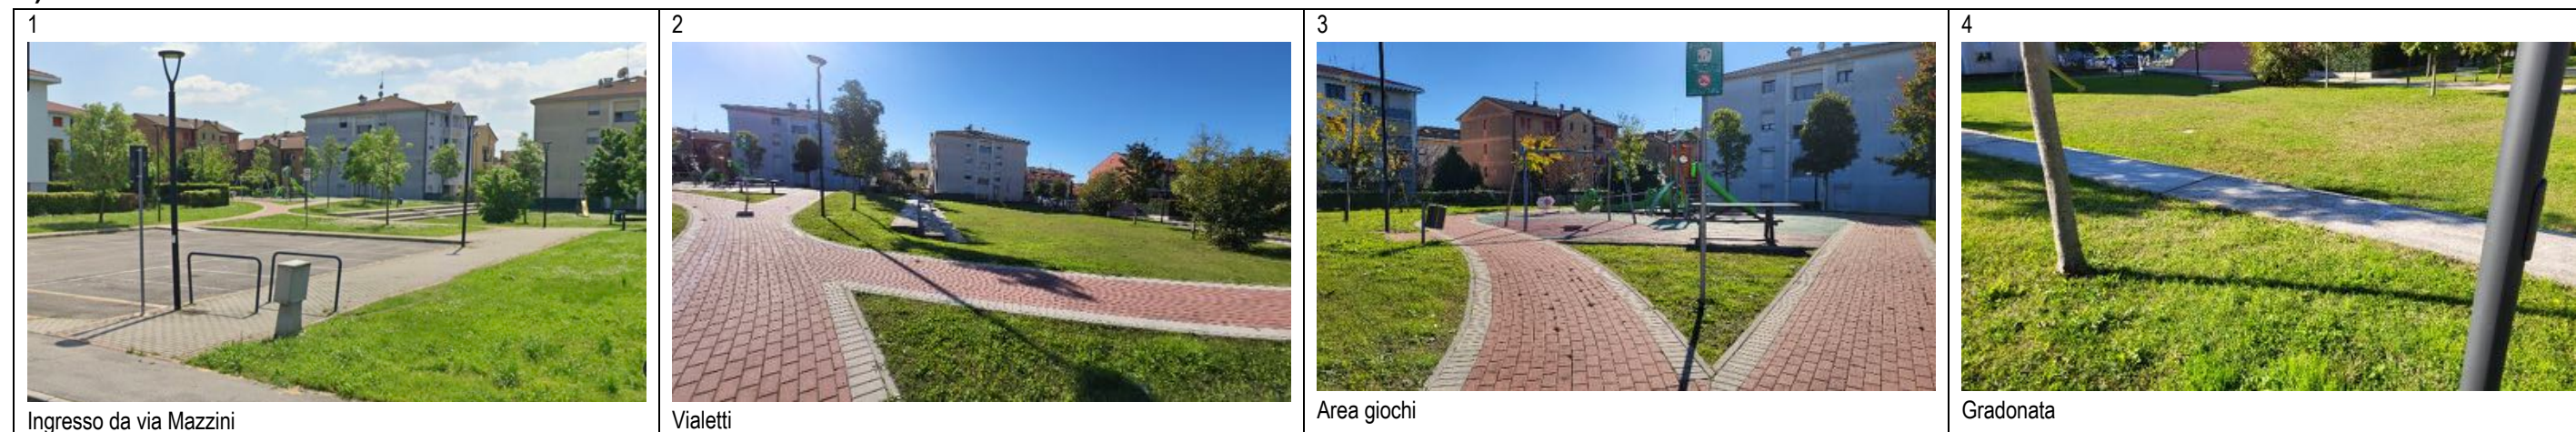 1
2
3
4
Ingresso da via Mazzini
Vialetti
Area giochi
Gradonata